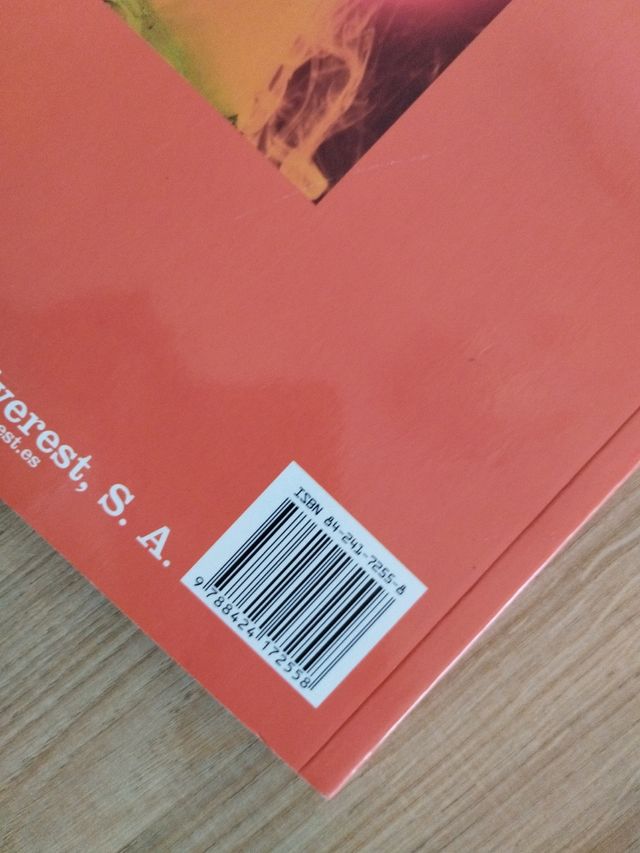 verest, S. A.
est.es
ISBN 84-241-7255-8
9 788424 172558